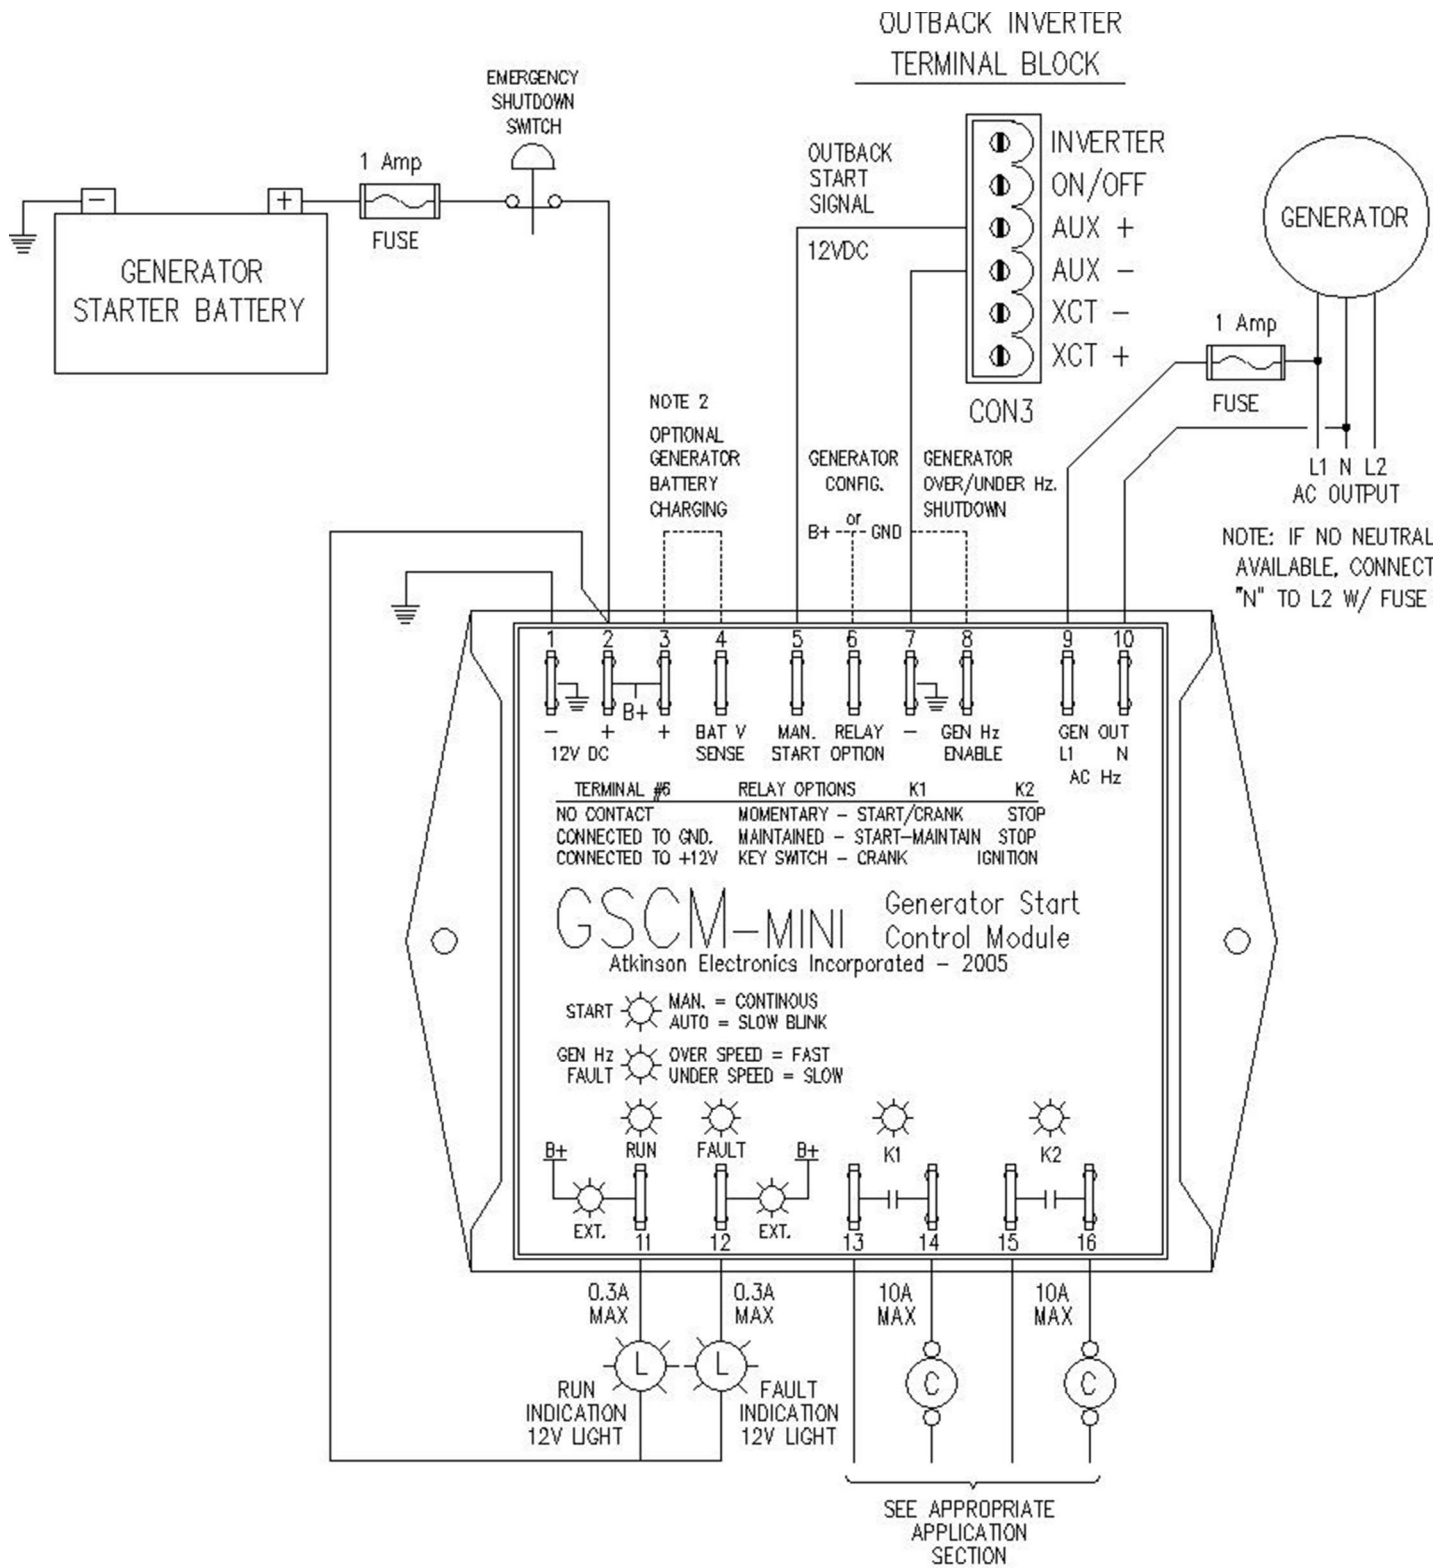 OUTBACK INVERTER
TERMINAL BLOCK
EMERGENCY
SHUTDOWN
SWITCH
1 Amp
FUSE
-
+
GENERATOR
STARTER BATTERY
OUTBACK
START
SIGNAL
12VDC
INVERTER
ON/OFF
AUX +
AUX -
XCT -
XCT +
CON3
GENERATOR
1 Amp
FUSE
L1 N L2
AC OUTPUT
NOTE: IF NO NEUTRAL
AVAILABLE, CONNECT
"N" TO L2 W/ FUSE
NOTE 2
OPTIONAL
GENERATOR
BATTERY
CHARGING
GENERATOR
CONFIG.
or
B+ GND
GENERATOR
OVER/UNDER Hz.
SHUTDOWN
1 2 3 4 5 6 7 8 9 10
B+
- + +
12V DC
BAT V
SENSE
MAN. RELAY -
START OPTION
GEN Hz
ENABLE
GEN OUT
L1 N
AC Hz
TERMINAL #6 RELAY OPTIONS K1 K2
NO CONTACT MOMENTARY - START/CRANK STOP
CONNECTED TO GND. MAINTAINED - START-MAINTAIN STOP
CONNECTED TO +12V KEY SWITCH - CRANK IGNITION
GSCM-MINI
Generator Start
Control Module
Atkinson Electronics Incorporated - 2005
START
MAN. = CONTINOUS
AUTO = SLOW BLINK
GEN Hz
FAULT
OVER SPEED = FAST
UNDER SPEED = SLOW
B+ RUN FAULT B+ K1 K2
EXT. EXT.
11 12 13 14 15 16
0.3A
MAX
0.3A
MAX
10A
MAX
10A
MAX
L L C C
RUN
INDICATION
12V LIGHT
FAULT
INDICATION
12V LIGHT
SEE APPROPRIATE
APPLICATION
SECTION